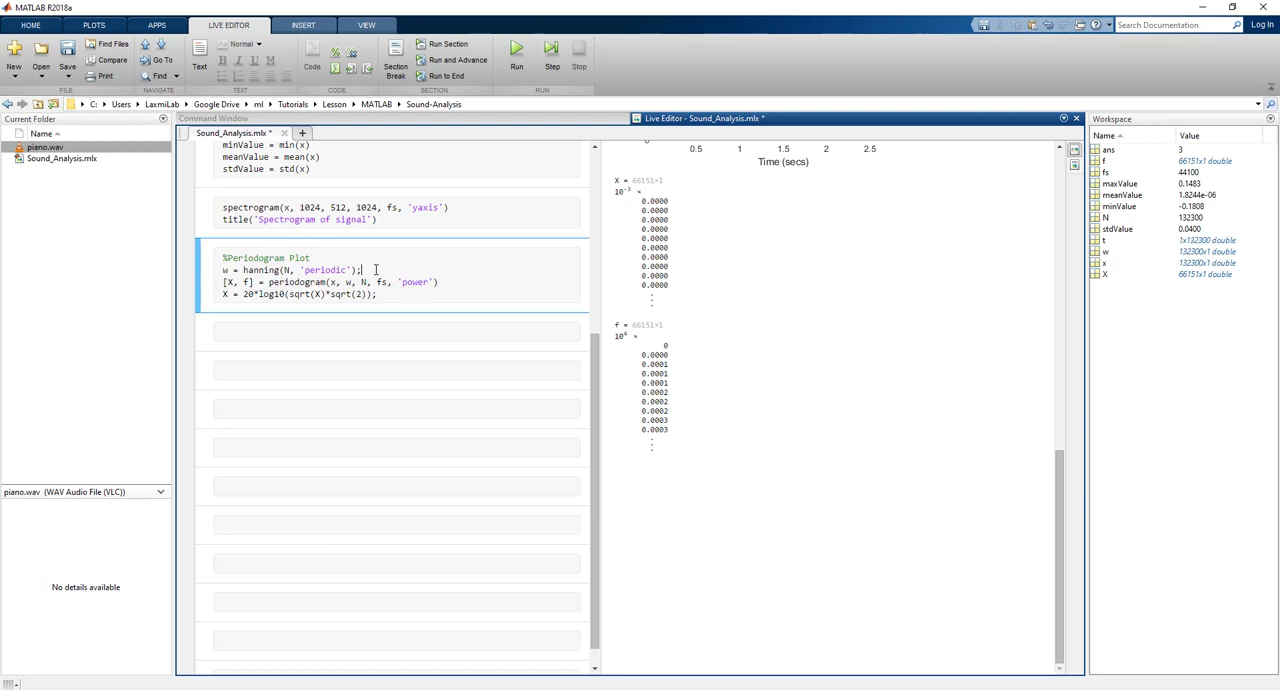 MATLAB R2018a
HOME PLOTS APPS LIVE EDITOR INSERT VIEW Search Documentation Log In
New Open Save Find Files Compare Print Go To Find Text Normal B I U M Code Section Break Run Section Run and Advance Run to End Run Step Stop
FILE NAVIGATE TEXT CODE SECTION RUN
C: Users LaxmiLab Google Drive ml Tutorials Lesson MATLAB Sound-Analysis
Current Folder Command Window Live Editor - Sound_Analysis.mlx * Workspace
Name
piano.wav
Sound_Analysis.mlx
piano.wav (WAV Audio File (VLC))
No details available
Sound_Analysis.mlx *
minValue = min(x)
meanValue = mean(x)
stdValue = std(x)
spectrogram(x, 1024, 512, 1024, fs, 'yaxis')
title('Spectrogram of signal')
%Periodogram Plot
w = hanning(N, 'periodic');
[X, f] = periodogram(x, w, N, fs, 'power')
X = 20*log10(sqrt(X)*sqrt(2));
0 0.5 1 1.5 2 2.5
Time (secs)
X = 66151×1
10-3 ×
0.0000
0.0000
0.0000
0.0000
0.0000
0.0000
0.0000
0.0000
0.0000
0.0000
f = 66151×1
104 ×
0
0.0000
0.0001
0.0001
0.0001
0.0002
0.0002
0.0002
0.0003
0.0003
Name Value
ans 3
f 66151x1 double
fs 44100
maxValue 0.1483
meanValue 1.8244e-06
minValue -0.1808
N 132300
stdValue 0.0400
t 1x132300 double
w 132300x1 double
x 132300x1 double
X 66151x1 double